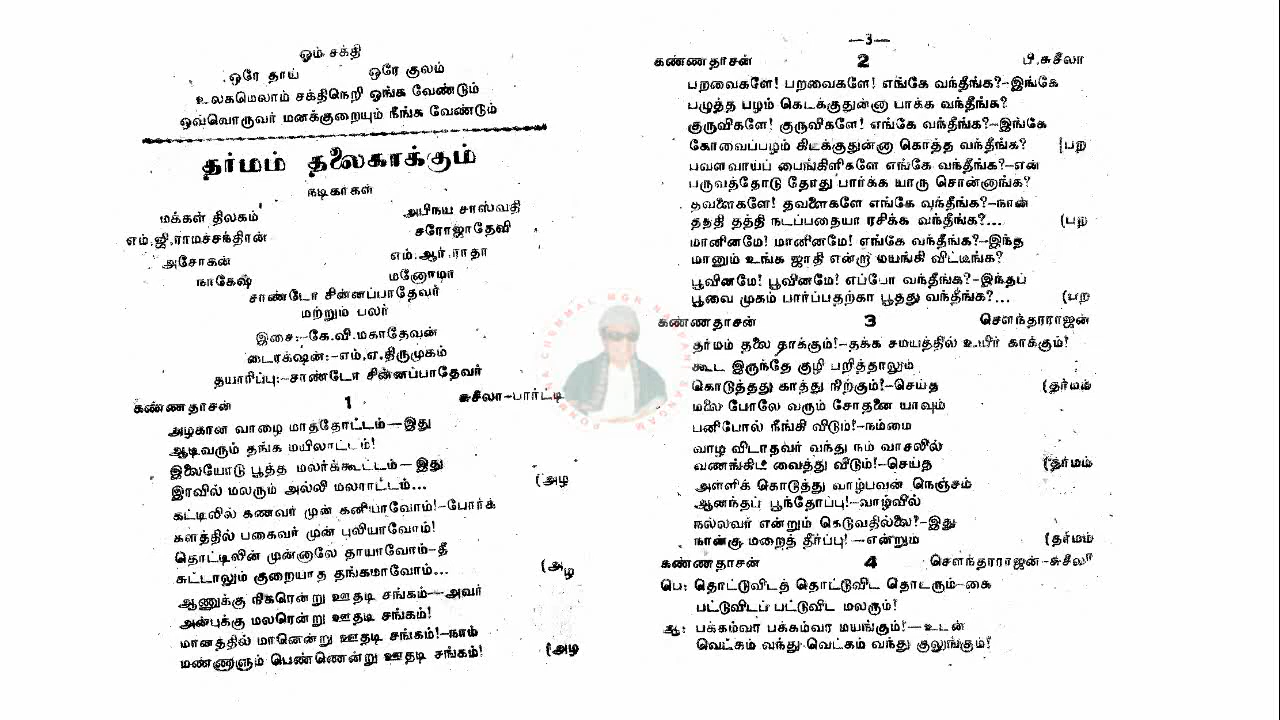 ஓம் சக்தி
ஒரே தாய் ஒரே குலம்
உலகமெலாம் சக்திநெறி ஓங்க வேண்டும்
ஒவ்வொருவர் மனக்குறையும் நீங்க வேண்டும்
தர்மம் தலைகாக்கும்
நடிகர்கள்
மக்கள் திலகம் அபிநய சரஸ்வதி
எம்.ஜி.ராமச்சந்திரன் சரோஜாதேவி
அசோகன் எம்.ஆர்.ராதா
நாகேஷ் மனோரமா
சாண்டோ சின்னப்பாதேவர்
மற்றும் பலர்
இசை:-கே.வி.மகாதேவன்
டைரக்ஷன்:-எம்.ஏ.திருமுகம்
தயாரிப்பு:-சாண்டோ சின்னப்பாதேவர்
கண்ணதாசன் 1 சுசீலா-பார்ட்டி
அழகான வாழை மாத்தோட்டம்—இது
ஆடிவரும் தங்க மயிலாட்டம்!
இலையோடு பூத்த மலர்க்கூட்டம்—இது
இரவில் மலரும் அல்லி மலராட்டம்... (அழ
கட்டிலில் கணவர் முன் கனியாவோம்!-போர்க்
களத்தில் பகைவர் முன் புலியாவோம்!
தொட்டிலின் முன்னாலே தாயாவோம்-தீ
சுட்டாலும் குறையாத தங்கமாவோம்... (அழ
ஆணுக்கு நிகரென்று ஊதடி சங்கம்—அவர்
அன்புக்கு மலரென்று ஊதடி சங்கம்!
மானத்தில் மானென்று ஊதடி சங்கம்!-நாம்
மண்ணாளும் பெண்ணென்று ஊதடி சங்கம்! (அழ
—3—
கண்ணதாசன் 2 பி.சுசீலா
பறவைகளே! பறவைகளே! எங்கே வந்தீங்க?-இங்கே
பழுத்த பழம் கெடக்குதுன்னு பாக்க வந்தீங்க?
குருவிகளே! குருவிகளே! எங்கே வந்தீங்க?-இங்கே
கோவைப்பழம் கிடக்குதுன்னு கொத்த வந்தீங்க? (பற
பவளவாய்ப் பைங்கிளிகளே எங்கே வந்தீங்க?-என்
பருவத்தோடு தோது பார்க்க யாரு சொன்னாங்க?
தவளைகளே! தவளைகளே எங்கே வந்தீங்க?-நான்
தத்தி தத்தி நடப்பதையா ரசிக்க வந்தீங்க?... (பற
மானினமே! மானினமே! எங்கே வந்தீங்க?-இந்த
மானும் உங்க ஜாதி என்று மயங்கி விட்டீங்க?
பூவினமே! பூவினமே! எப்போ வந்தீங்க?-இந்தப்
பூவை முகம் பார்ப்பதற்கா பூத்து வந்தீங்க?... (பற
கண்ணதாசன் 3 சௌந்தரராஜன்
தர்மம் தலை காக்கும்!-தக்க சமயத்தில் உயிர் காக்கும்!
கூட இருந்தே குழி பறித்தாலும்
கொடுத்தது காத்து நிற்கும்!-செய்த (தர்மம்
மலை போலே வரும் சோதனை யாவும்
பனிபோல் நீங்கி விடும்!-நம்மை
வாழ விடாதவர் வந்து நம் வாசலில்
வணங்கிட வைத்து விடும்!-செய்த (தர்மம்
அள்ளிக் கொடுத்து வாழ்பவன் நெஞ்சம்
ஆனந்தப் பூந்தோப்பு!-வாழ்வில்
நல்லவர் என்றும் கெடுவதில்லை!-இது
நான்கு மறைத் தீர்ப்பு!—என்றும் (தர்மம்
கண்ணதாசன் 4 சௌந்தரராஜன்-சுசீலா
பெ: தொட்டுவிடத் தொட்டுவிட தொடரும்-கை
பட்டுவிடப் பட்டுவிட மலரும்!
ஆ: பக்கம்வர பக்கம்வர மயங்கும்!—உடன்
வெட்கம் வந்து வெட்கம் வந்து குலுங்கும்!